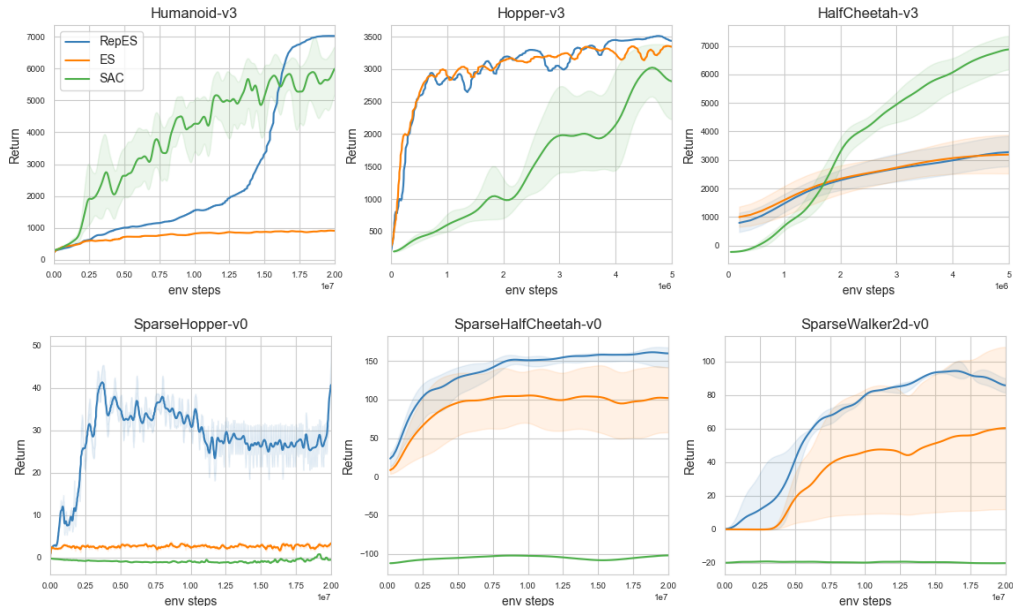 Humanoid-v3
Return
7000
6000
5000
4000
3000
2000
1000
0
RepES
ES
SAC
0.00 0.25 0.50 0.75 1.00 1.25 1.50 1.75 2.00
1e7
env steps
Hopper-v3
Return
3500
3000
2500
2000
1500
1000
500
0 1 2 3 4 5
1e6
env steps
HalfCheetah-v3
Return
7000
6000
5000
4000
3000
2000
1000
0
0 1 2 3 4 5
1e6
env steps
SparseHopper-v0
Return
50
40
30
20
10
0
0.00 0.25 0.50 0.75 1.00 1.25 1.50 1.75 2.00
1e7
env steps
SparseHalfCheetah-v0
Return
150
100
50
0
−50
−100
0.00 0.25 0.50 0.75 1.00 1.25 1.50 1.75 2.00
1e7
env steps
SparseWalker2d-v0
Return
100
80
60
40
20
0
−20
0.00 0.25 0.50 0.75 1.00 1.25 1.50 1.75 2.00
1e7
env steps